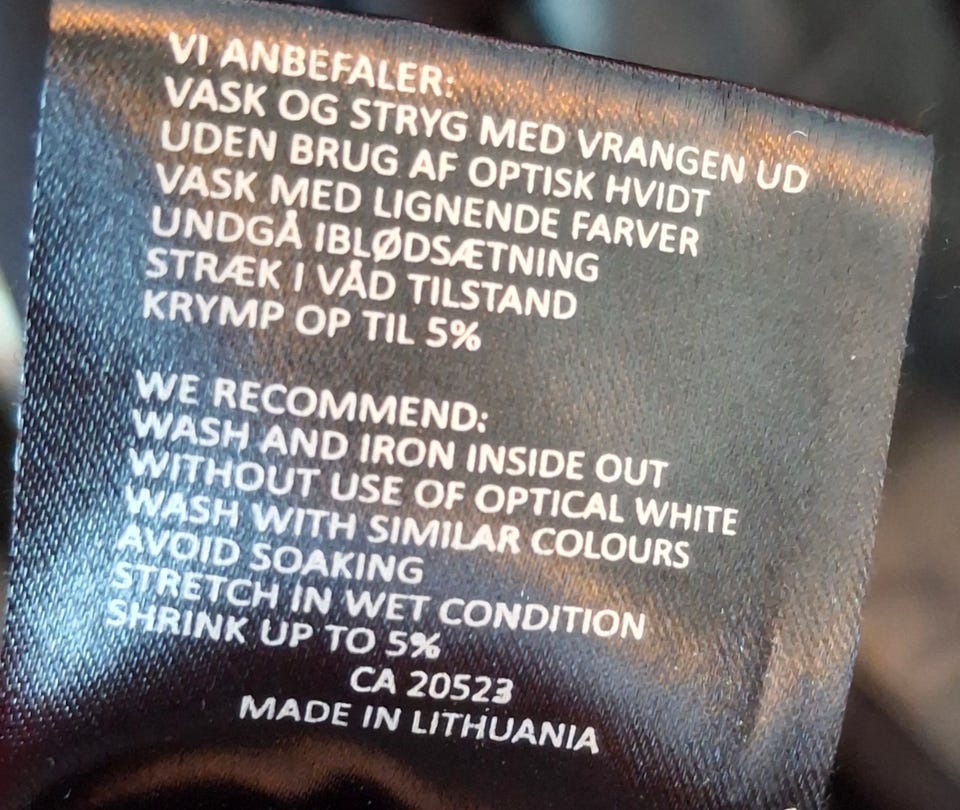 VI ANBEFALER:
VASK OG STRYG MED VRANGEN UD
UDEN BRUG AF OPTISK HVIDT
VASK MED LIGNENDE FARVER
UNDGÅ IBLØDSÆTNING
STRÆK I VÅD TILSTAND
KRYMP OP TIL 5%
WE RECOMMEND:
WASH AND IRON INSIDE OUT
WITHOUT USE OF OPTICAL WHITE
WASH WITH SIMILAR COLOURS
AVOID SOAKING
STRETCH IN WET CONDITION
SHRINK UP TO 5%
CA 20523
MADE IN LITHUANIA